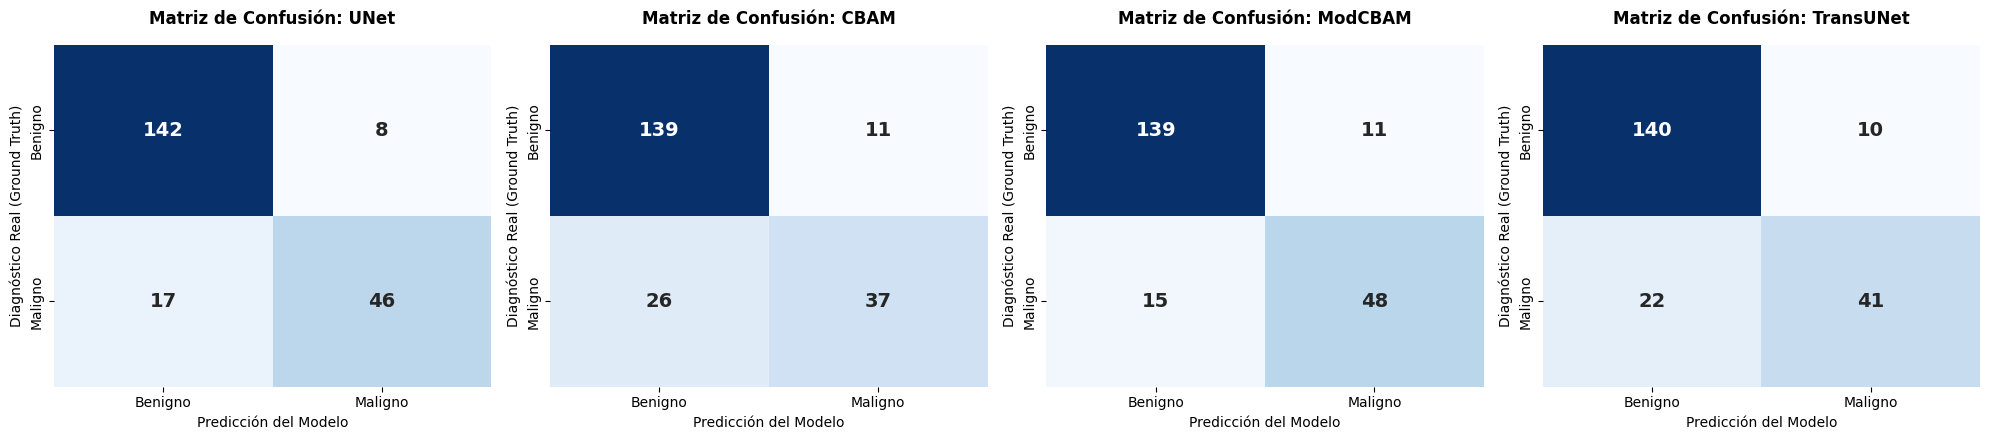 Matriz de Confusión: UNet
Diagnóstico Real (Ground Truth)
Benigno
Maligno
142
8
17
46
Benigno
Maligno
Predicción del Modelo
Matriz de Confusión: CBAM
Diagnóstico Real (Ground Truth)
Benigno
Maligno
139
11
26
37
Benigno
Maligno
Predicción del Modelo
Matriz de Confusión: ModCBAM
Diagnóstico Real (Ground Truth)
Benigno
Maligno
139
11
15
48
Benigno
Maligno
Predicción del Modelo
Matriz de Confusión: TransUNet
Diagnóstico Real (Ground Truth)
Benigno
Maligno
140
10
22
41
Benigno
Maligno
Predicción del Modelo